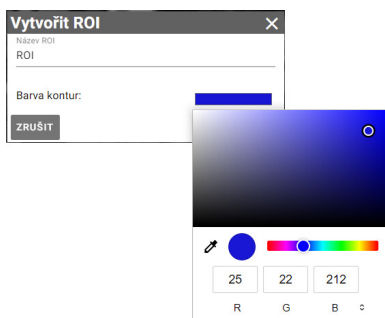 Vytvořit ROI
Název ROI
ROI
Barva kontur:
ZRUŠIT
25 22 212
R G B